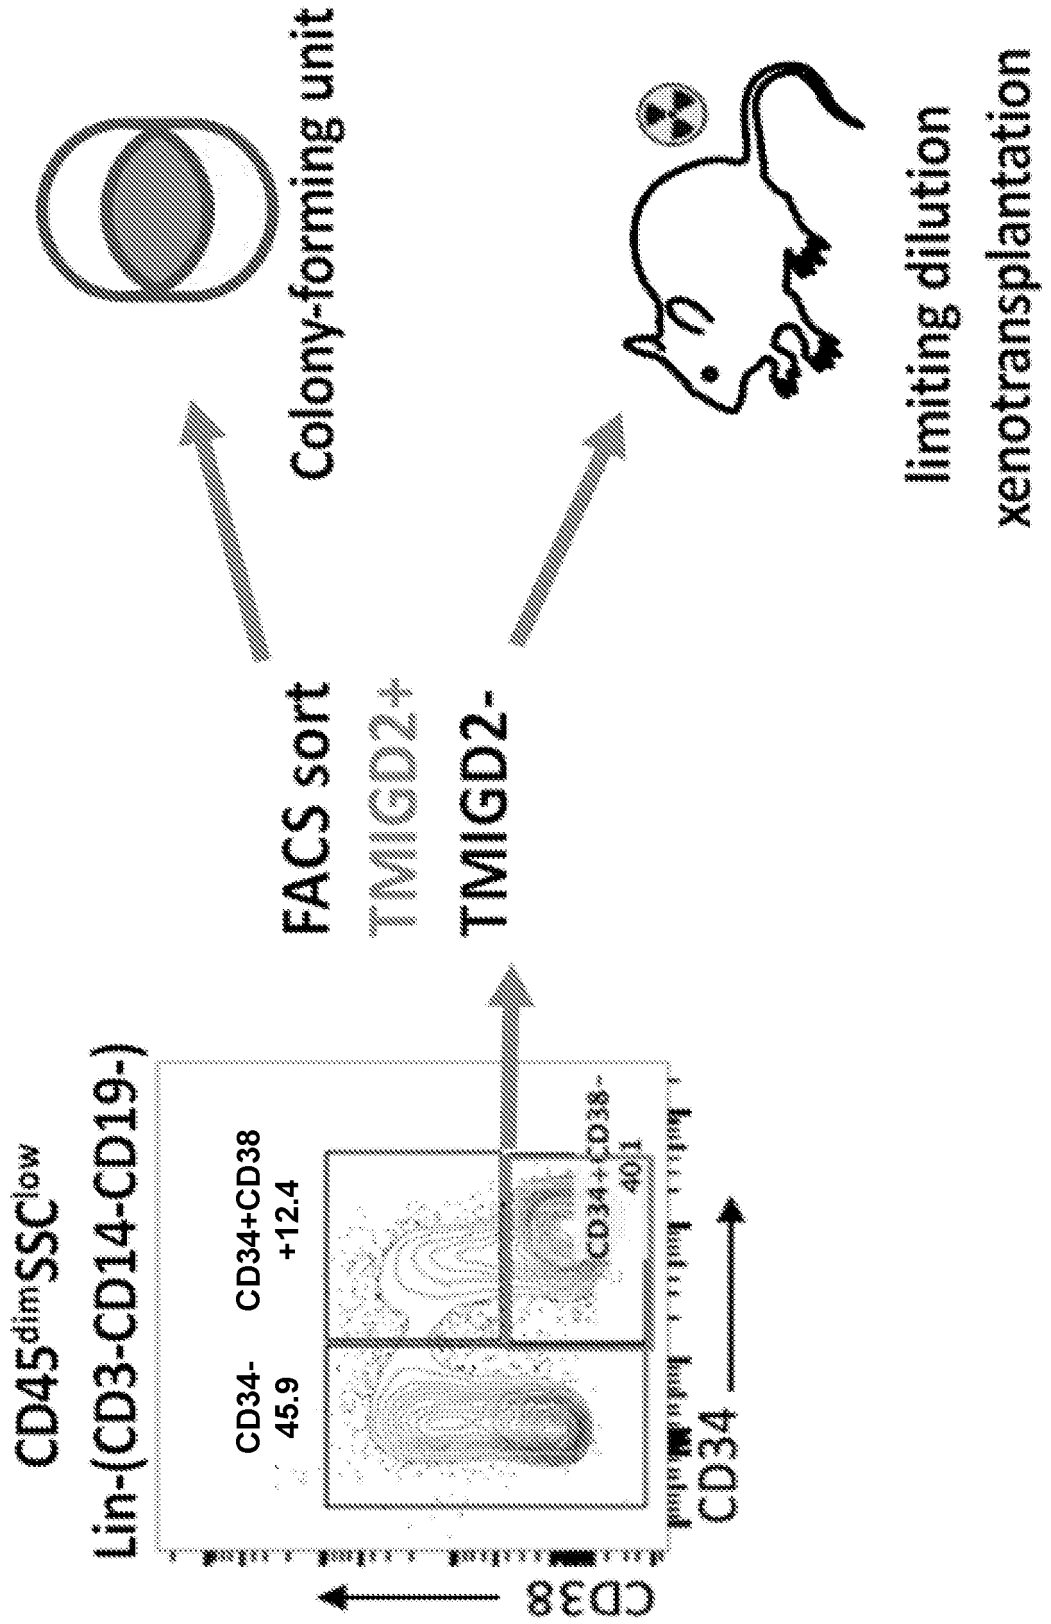 CD45dimSSClow
Lin-(CD3-CD14-CD19-)
CD34-
45.9
CD34+CD38
+12.4
CD34+CD38-
40.1
CD38
CD34
FACS sort
TMIGD2+
TMIGD2-
Colony-forming unit
limiting dilution
xenotransplantation